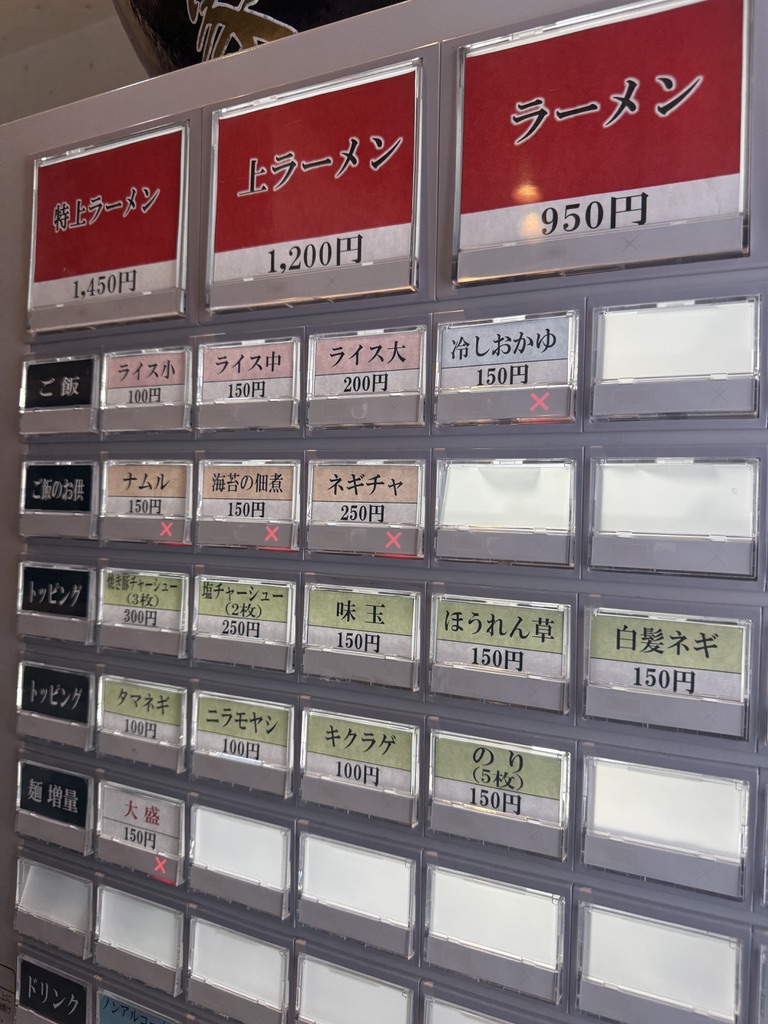 特上ラーメン
1,450円
上ラーメン
1,200円
ラーメン
950円
ご飯
ライス小
100円
ライス中
150円
ライス大
200円
冷しおかゆ
150円
×
ご飯のお供
ナムル
150円
×
海苔の佃煮
150円
×
ネギチャ
250円
×
トッピング
焼き豚チャーシュー
(3枚)
300円
塩チャーシュー
(2枚)
250円
味玉
150円
ほうれん草
150円
白髪ネギ
150円
トッピング
タマネギ
100円
ニラモヤシ
100円
キクラゲ
100円
のり
(5枚)
150円
麺増量
大盛
150円
×
ドリンク
ノンアルコ